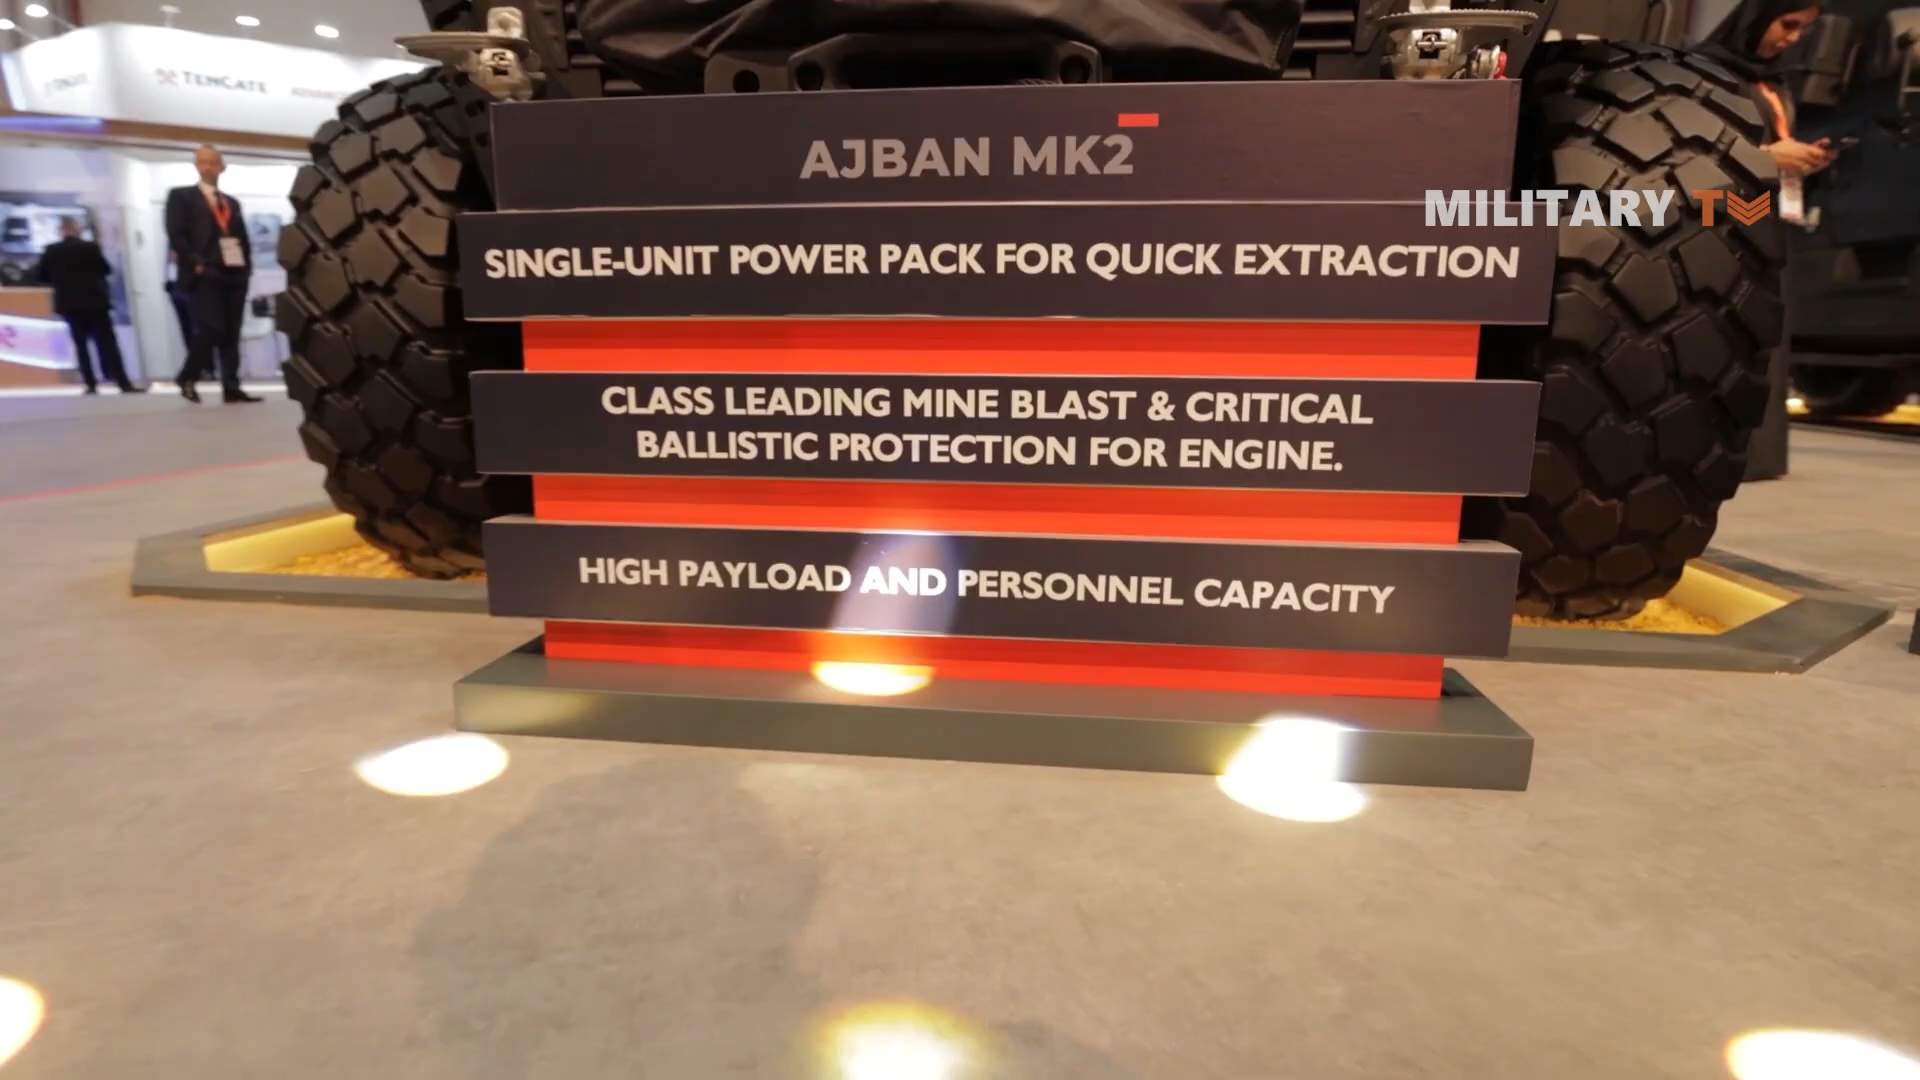 TENCATE
AJBAN MK2
MILITARY TV
SINGLE-UNIT POWER PACK FOR QUICK EXTRACTION
CLASS LEADING MINE BLAST & CRITICAL
BALLISTIC PROTECTION FOR ENGINE.
HIGH PAYLOAD AND PERSONNEL CAPACITY